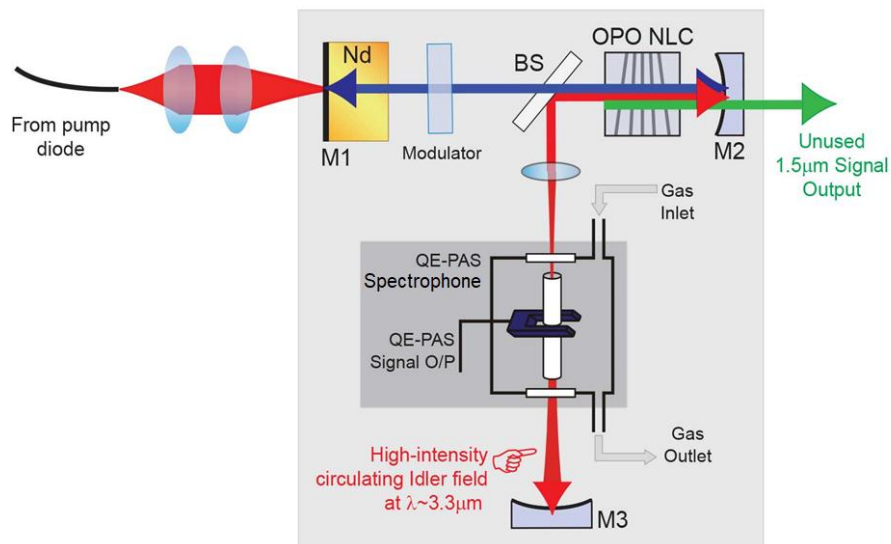 OPO NLC
Nd
BS
From pump
diode
M1
Modulator
M2
Unused
1.5μm Signal
Output
Gas
Inlet
QE-PAS
Spectrophone
QE-PAS
Signal O/P
High-intensity
circulating Idler field
at λ~3.3μm
Gas
Outlet
M3